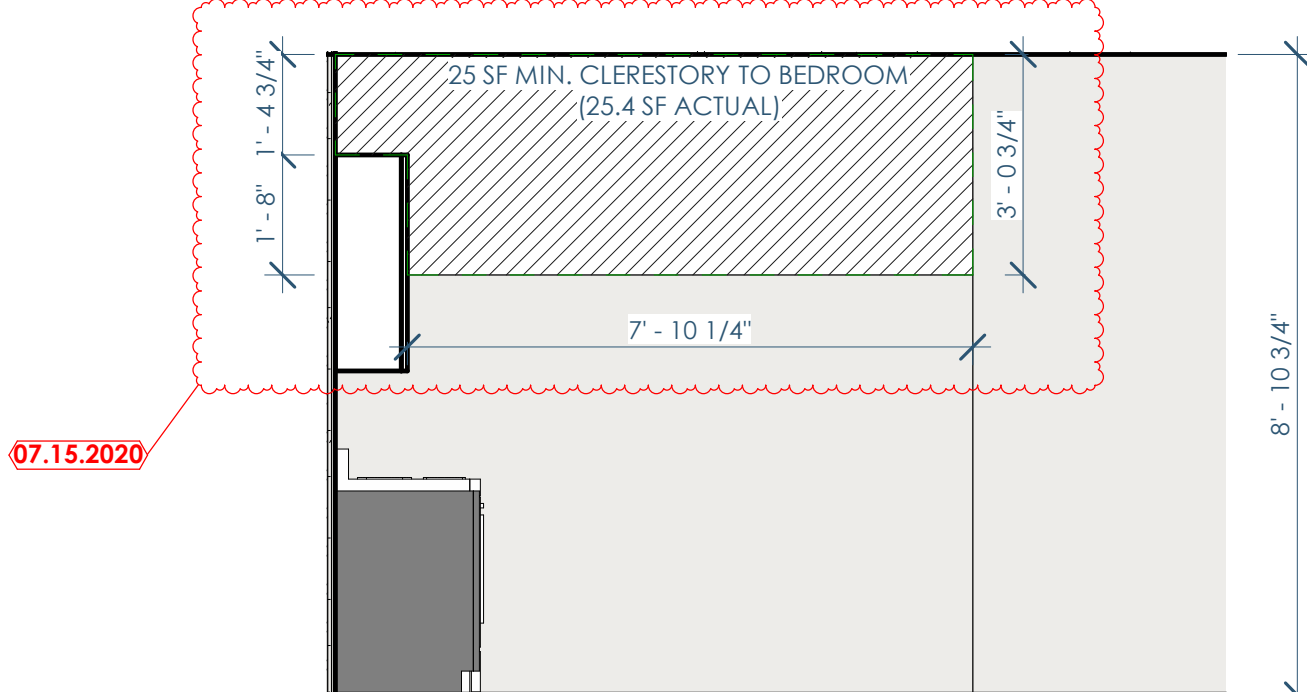 25 SF MIN. CLERESTORY TO BEDROOM
(25.4 SF ACTUAL)
1' - 4 3/4"
1' - 8"
3' - 0 3/4"
7' - 10 1/4"
8' - 10 3/4"
07.15.2020